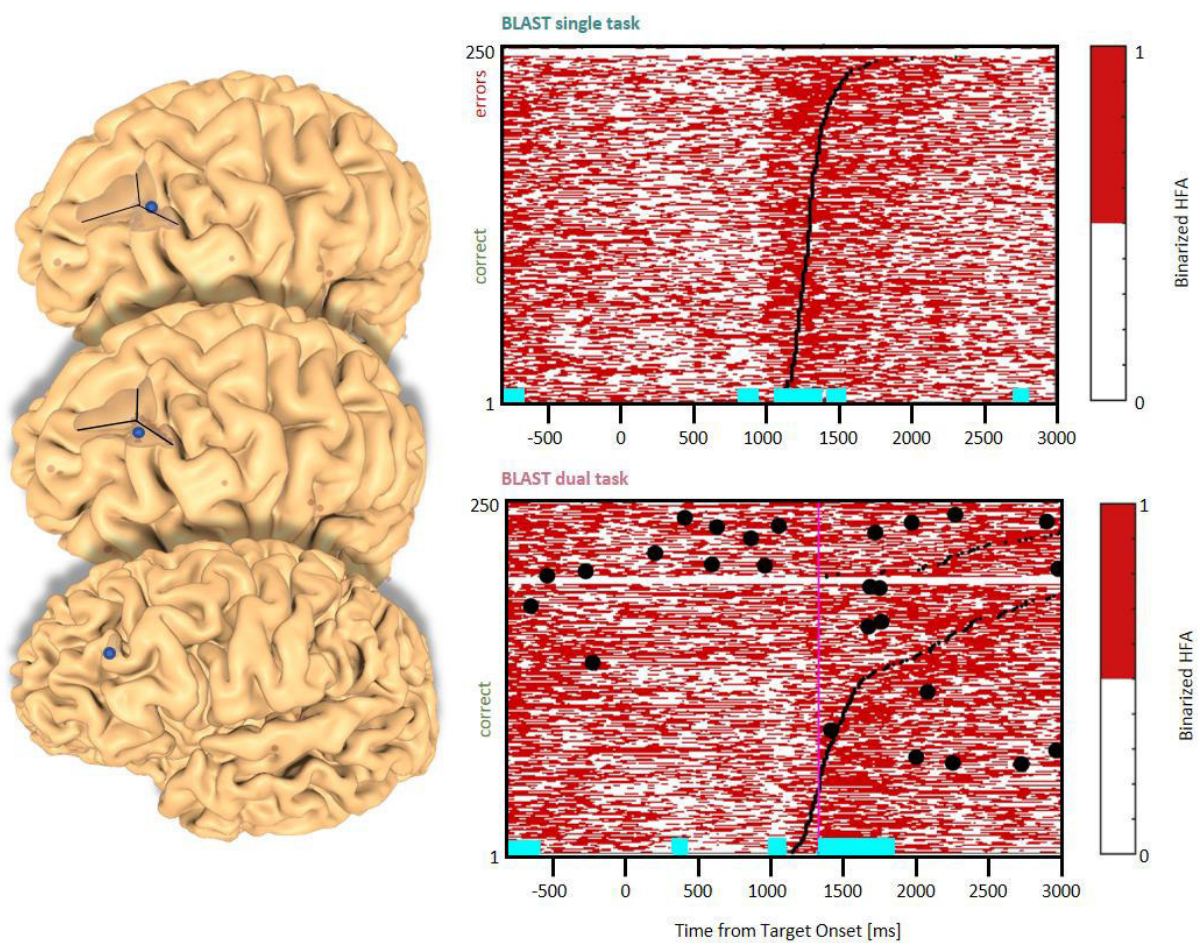 BLAST single task
250
errors
correct
1
-500 0 500 1000 1500 2000 2500 3000
1
0
Binarized HFA
BLAST dual task
250
correct
1
-500 0 500 1000 1500 2000 2500 3000
Time from Target Onset [ms]
1
0
Binarized HFA